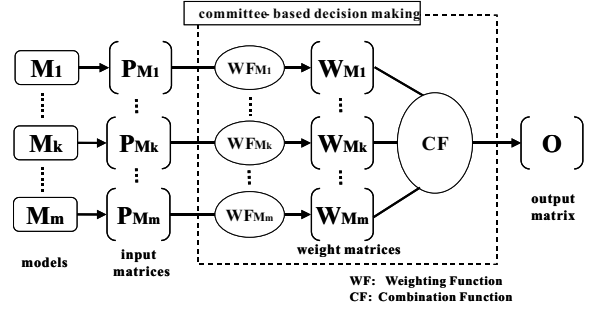 committee- based decision making
M1 PM1 WFM1 WM1
Mk PMk WFMk WMk CF O
Mm PMm WFMm WMm
models
input
matrices
weight matrices
output
matrix
WF: Weighting Function
CF: Combination Function